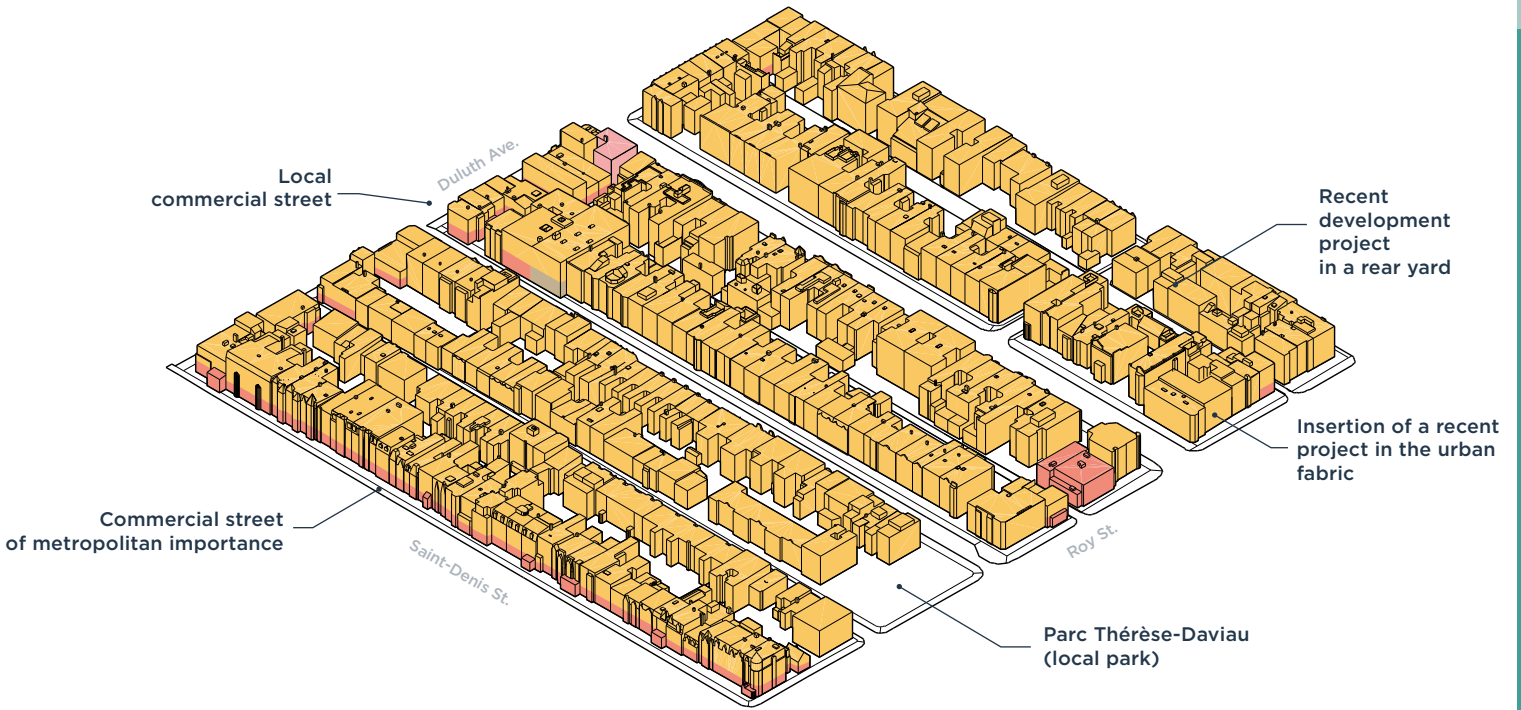 Duluth Ave.
Local
commercial street
Recent
development
project
in a rear yard
Insertion of a recent
project in the urban
fabric
Commercial street
of metropolitan importance
Saint-Denis St.
Roy St.
Parc Thérèse-Daviau
(local park)